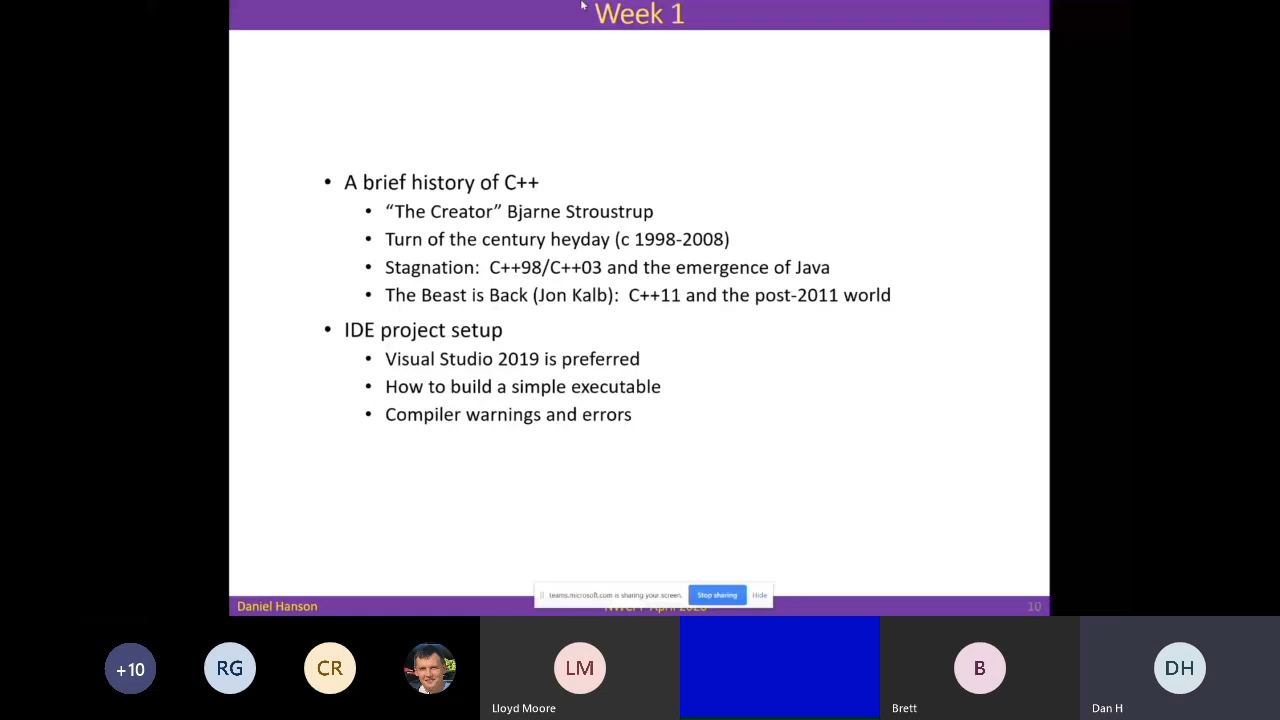 Week 1
• A brief history of C++
• “The Creator” Bjarne Stroustrup
• Turn of the century heyday (c 1998-2008)
• Stagnation: C++98/C++03 and the emergence of Java
• The Beast is Back (Jon Kalb): C++11 and the post-2011 world
• IDE project setup
• Visual Studio 2019 is preferred
• How to build a simple executable
• Compiler warnings and errors
teams.microsoft.com is sharing your screen. Stop sharing Hide
Daniel Hanson 10
+10 RG CR LM B DH
Lloyd Moore Brett Dan H